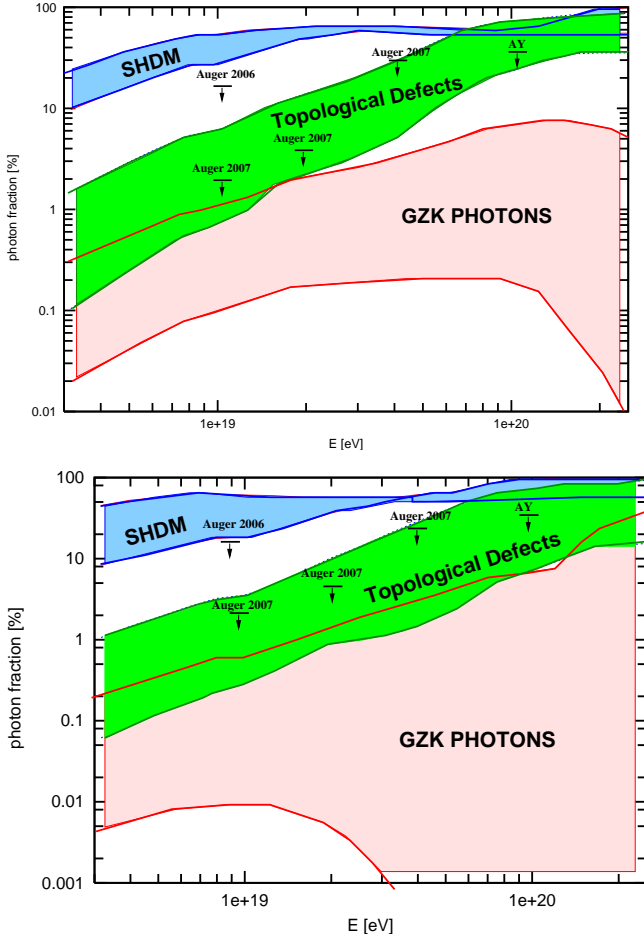 100
SHDM
Auger 2007
AY
Auger 2006
10
Topological Defects
Auger 2007
Auger 2007
photon fraction [%]
1
GZK PHOTONS
0.1
0.01
1e+19
1e+20
E [eV]
100
SHDM
Auger 2006
Auger 2007
AY
10
Topological Defects
Auger 2007
Auger 2007
1
photon fraction [%]
0.1
GZK PHOTONS
0.01
0.001
1e+19
1e+20
E [eV]